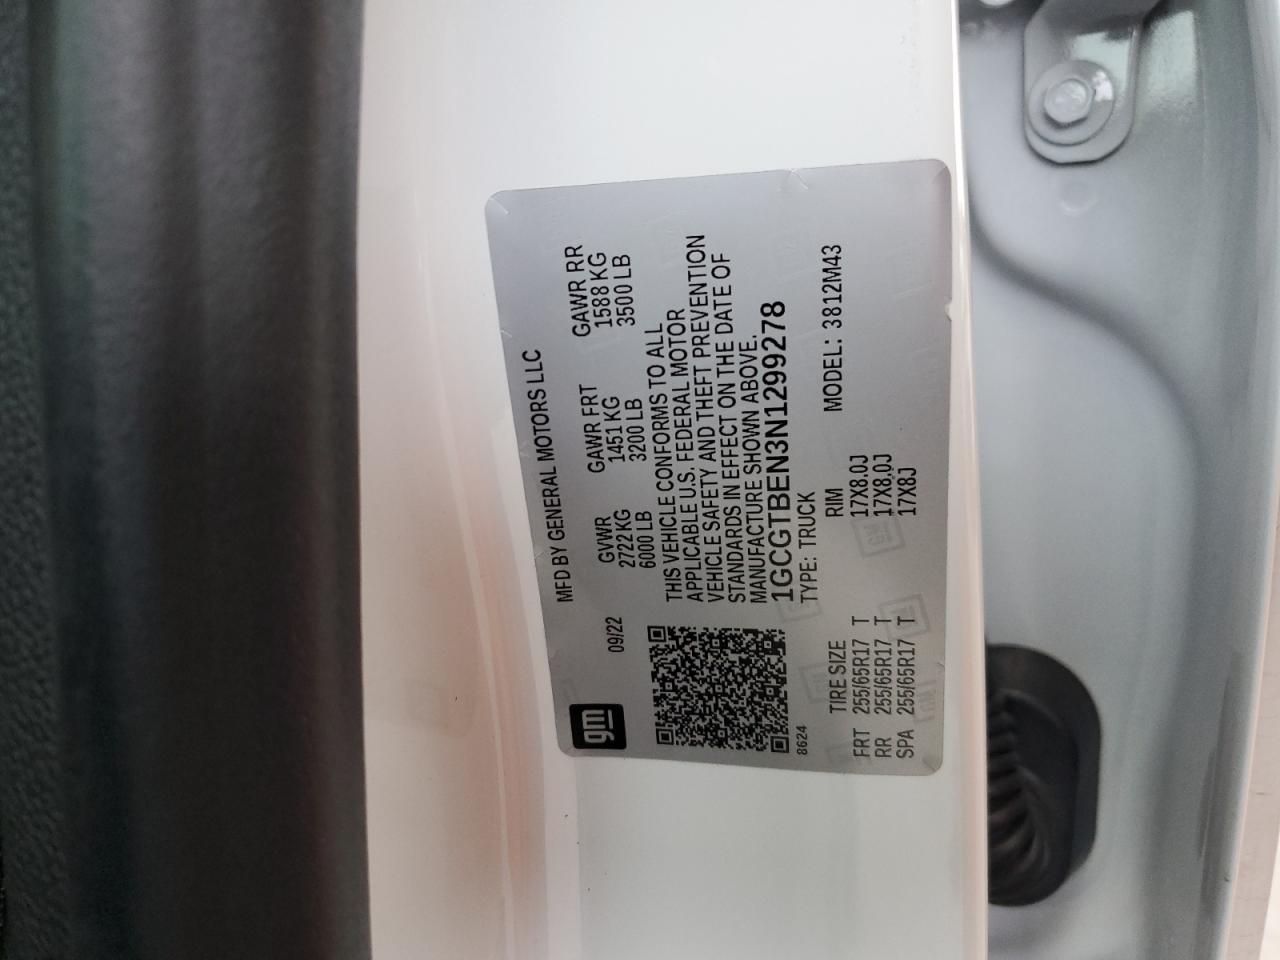 MFD BY GENERAL MOTORS LLC
gm
09/22
GVWR GAWR FRT GAWR RR
2722 KG 1451 KG 1588 KG
6000 LB 3200 LB 3500 LB
THIS VEHICLE CONFORMS TO ALL
APPLICABLE U.S. FEDERAL MOTOR
VEHICLE SAFETY AND THEFT PREVENTION
STANDARDS IN EFFECT ON THE DATE OF
MANUFACTURE SHOWN ABOVE.
1GCGTBEN3N1299278
8624
TYPE: TRUCK MODEL: 3812M43
TIRE SIZE RIM
FRT 255/65R17 T 17X8.0J
RR 255/65R17 T 17X8.0J
SPA 255/65R17 T 17X8J